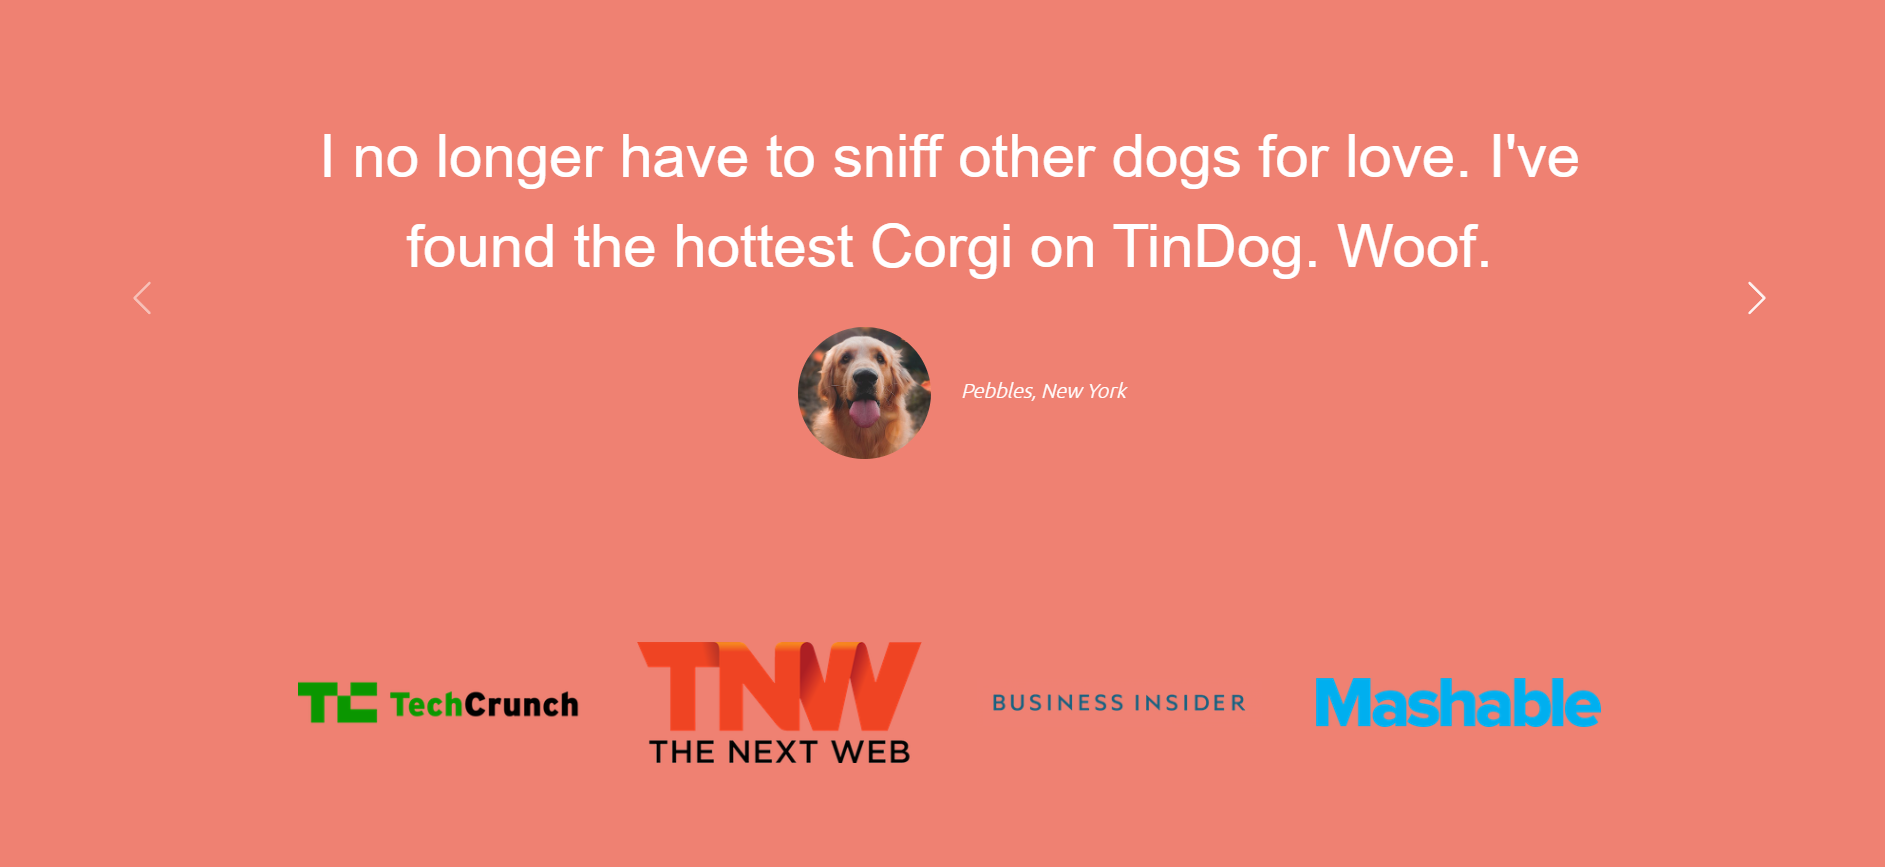 I no longer have to sniff other dogs for love. I've
found the hottest Corgi on TinDog. Woof.
Pebbles, New York
TC TechCrunch
TNW
THE NEXT WEB
BUSINESS INSIDER
Mashable